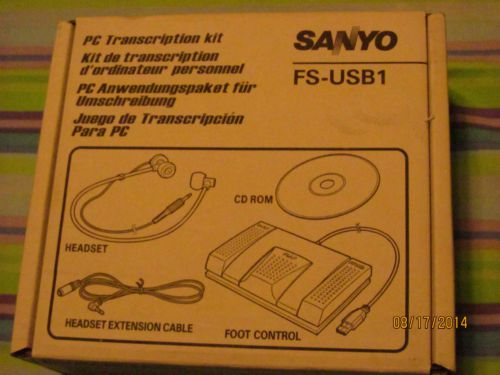 PC Transcription kit
Kit de transcription
d'ordinateur personnel
PC Anwendungspaket für
Umschreibung
Juego de Transcripción
Para PC
SANYO
FS-USB1
HEADSET
CD ROM
HEADSET EXTENSION CABLE
FOOT CONTROL
08/17/2014